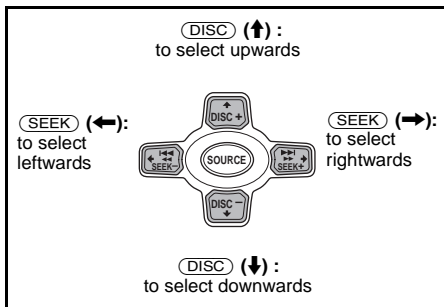 DISC (↑) :
to select upwards
SEEK (←):
to select
leftwards
SEEK (→):
to select
rightwards
DISC +
SEEK−
SOURCE
SEEK+
DISC −
DISC (↓) :
to select downwards